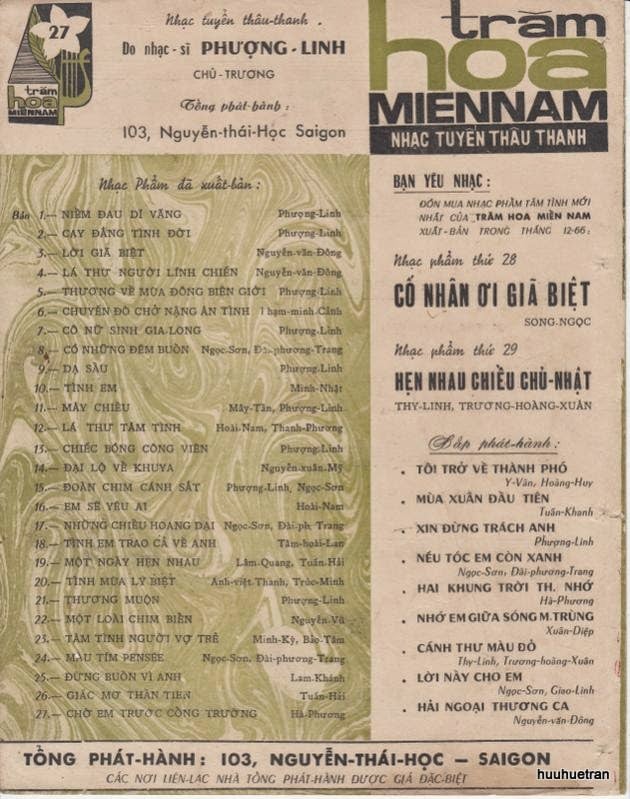 27
trăm
hoa
MIENNAM
Nhạc tuyển thâu-thanh.
Do nhạc-sĩ PHƯỢNG-LINH
CHỦ-TRƯƠNG
Tổng phát-hành:
103, Nguyễn-thái-Học Saigon
trăm
hoa
MIENNAM
NHẠC TUYỂN THÂU THANH
Nhạc Phẩm đã xuất-bản:
Bản 1.— NIỀM ĐAU DĨ VÃNG Phượng-Linh
2.— CAY ĐẮNG TÌNH ĐỜI Phượng-Linh
3.— LỜI GIÃ BIỆT Nguyễn-văn-Đông
4.— LÁ THƯ NGƯỜI LÍNH CHIẾN Nguyễn-văn-Đông
5.— THƯƠNG VỀ MÙA ĐÔNG BIÊN GIỚI Phượng-Linh
6.— CHUYẾN ĐÒ CHỞ NẶNG ÂN TÌNH Phạm-minh-Cảnh
7.— CÔ NỮ SINH GIA-LONG Phượng-Linh
8.— CÓ NHỮNG ĐÊM BUỒN Ngọc-Sơn, Đài-phương-Trang
9.— DẠ SẦU Phượng-Linh
10.— TÌNH EM Minh-Nhật
11.— MÂY CHIỀU Mây-Tần, Phượng-Linh
12.— LÁ THƯ TÂM TÌNH Hoài-Nam, Thanh-Phương
13.— CHIẾC BÓNG CÔNG VIÊN Phượng-Linh
14.— ĐẠI LỘ VỀ KHUYA Nguyễn-xuân-Mỹ
15.— ĐOÀN CHIM CÁNH SẮT Phượng-Linh, Ngọc-Sơn
16.— EM SẼ YÊU AI Hoài-Nam
17.— NHỮNG CHIỀU HOANG DẠI Ngọc-Sơn, Đài-ph, Trang
18.— TÌNH EM TRAO CẢ VỀ ANH Tâm-hoài-Lan
19.— MỘT NGÀY HẸN NHAU Lâm-Quang, Tuấn-Hải
20.— TÌNH MÙA LY BIỆT Anh-việt-Thanh, Trúc-Minh
21.— THƯƠNG MUỘN Phượng-Linh
22.— MỘT LOÀI CHIM BIỂN Nguyễn-Vũ
23.— TÂM TÌNH NGƯỜI VỢ TRẺ Minh-Kỳ, Bảo-Tâm
24.— MÀU TÍM PENSÉE Ngọc-Sơn, Đài-phương-Trang
25.— ĐỪNG BUỒN VÌ ANH Lam-Khánh
26.— GIẤC MƠ THẦN TIÊN Tuấn-Hải
27.— CHỜ EM TRƯỚC CỔNG TRƯỜNG Hà-Phương
BẠN YÊU NHẠC:
ĐÓN MUA NHẠC PHẨM TÂM TÌNH MỚI
NHẤT CỦA TRĂM HOA MIỀN NAM
XUẤT-BẢN TRONG THÁNG 12-66:
Nhạc phẩm thứ 28
CỐ NHÂN ƠI GIÃ BIỆT
SONG-NGỌC
Nhạc phẩm thứ 29
HẸN NHAU CHIỀU CHỦ-NHẬT
THY-LINH, TRƯƠNG-HOÀNG-XUÂN
Sắp phát-hành:
. TÔI TRỞ VỀ THÀNH PHỐ
Y-Vân, Hoàng-Huy
. MÙA XUÂN ĐẦU TIÊN
Tuấn-Khanh
. XIN ĐỪNG TRÁCH ANH
Phượng-Linh
. NẾU TÓC EM CÒN XANH
Ngọc-Sơn, Đài-phương-Trang
. HAI KHUNG TRỜI TH. NHỚ
Hà-Phương
. NHỚ EM GIỮA SÓNG M.TRÙNG
Xuân-Diệp
. CÁNH THƯ MÀU ĐỎ
Thy-Linh, Trương-hoàng-Xuân
. LỜI NÀY CHO EM
Ngọc-Sơn, Giao-Linh
. HẢI NGOẠI THƯƠNG CA
Nguyễn-văn-Đông
TỔNG PHÁT-HÀNH: 103, NGUYỄN-THÁI-HỌC — SAIGON
CÁC NƠI LIÊN-LẠC NHÀ TỔNG PHÁT-HÀNH ĐƯỢC GIÁ ĐẶC-BIỆT
huuhuetran